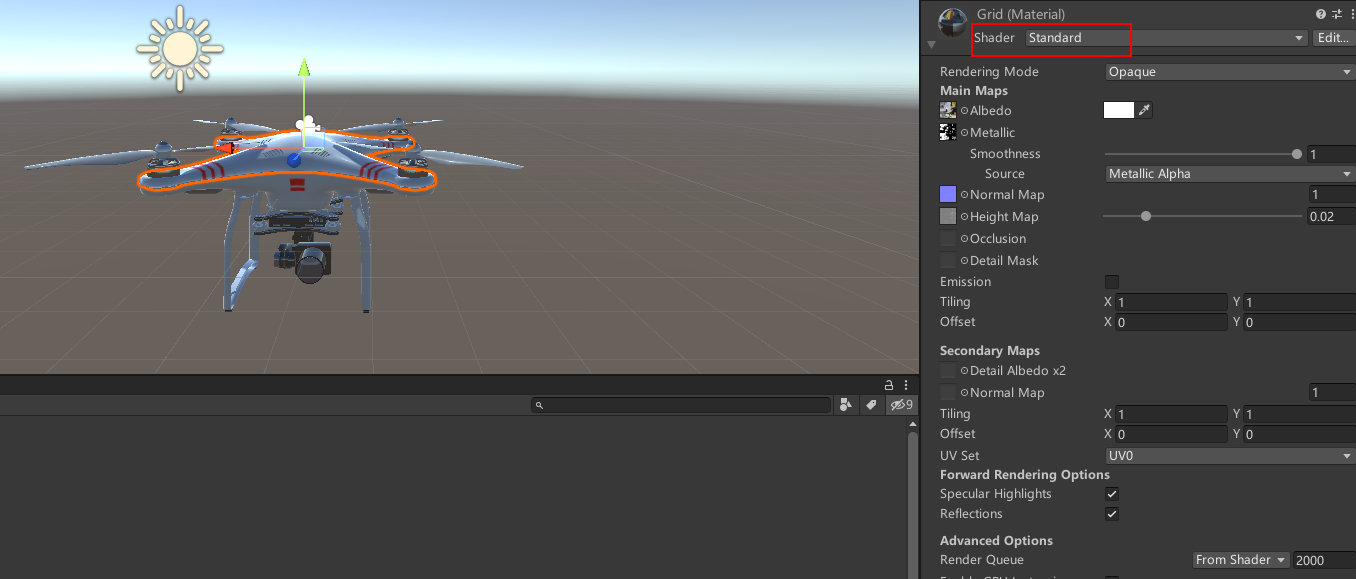 Grid (Material)
Shader Standard Edit...
Rendering Mode Opaque
Main Maps
Albedo
Metallic
Smoothness 1
Source Metallic Alpha
Normal Map 1
Height Map 0.02
Occlusion
Detail Mask
Emission
Tiling X 1 Y 1
Offset X 0 Y 0
Secondary Maps
Detail Albedo x2
Normal Map 1
Tiling X 1 Y 1
Offset X 0 Y 0
UV Set UV0
Forward Rendering Options
Specular Highlights
Reflections
Advanced Options
Render Queue From Shader 2000
9